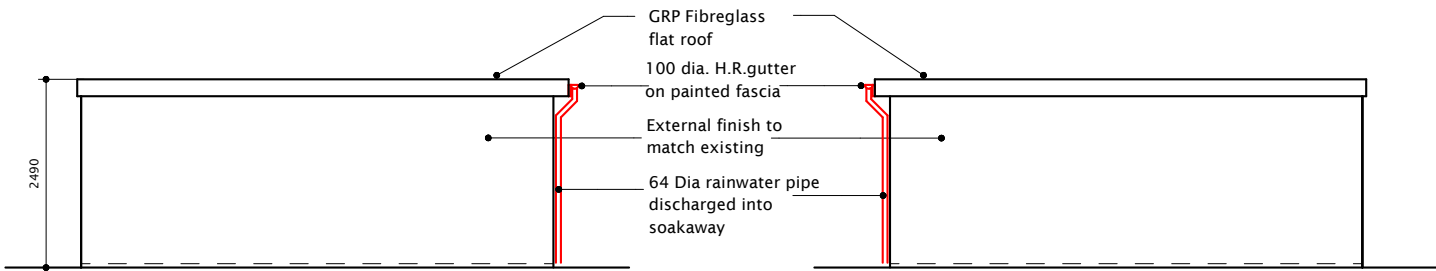 GRP Fibreglass
flat roof
100 dia. H.R.gutter
on painted fascia
External finish to
match existing
2490
64 Dia rainwater pipe
discharged into
soakaway